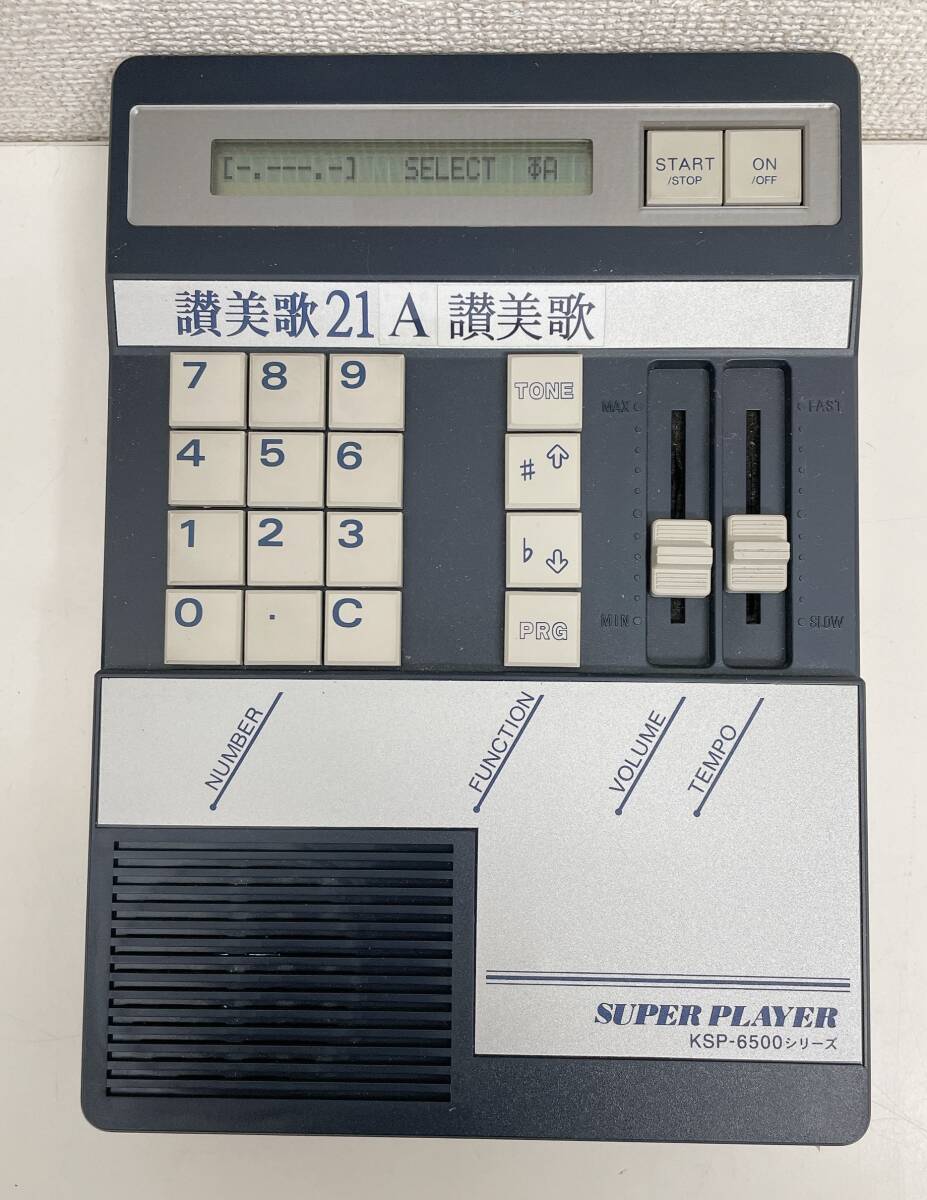 [-.---.-] SELECT ΦA
START
/STOP
ON
/OFF
讃美歌21 A 讃美歌
7 8 9
4 5 6
1 2 3
0 . C
TONE
♯ ⇧
♭ ⇩
PRG
MAX
MIN
FAST
SLOW
NUMBER
FUNCTION
VOLUME
TEMPO
SUPER PLAYER
KSP-6500シリーズ